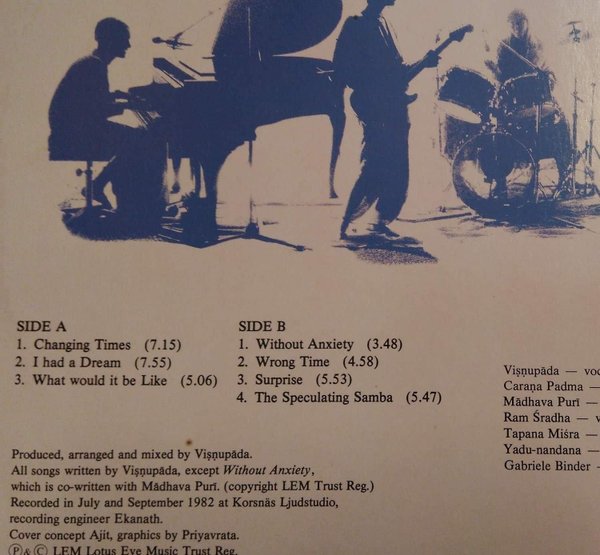 SIDE A
1. Changing Times (7.15)
2. I had a Dream (7.55)
3. What would it be Like (5.06)
SIDE B
1. Without Anxiety (3.48)
2. Wrong Time (4.58)
3. Surprise (5.53)
4. The Speculating Samba (5.47)
Viṣṇupāda —
Caraṇa Padma —
Mādhava Purī —
Ram Śradha —
Tapana Miśra —
Yadu-nandana —
Gabriele Binder -
Produced, arranged and mixed by Viṣṇupāda.
All songs written by Viṣṇupāda, except Without Anxiety,
which is co-written with Mādhava Purī. (copyright LEM Trust Reg.)
Recorded in July and September 1982 at Korsnäs Ljudstudio,
recording engineer Ekanath.
Cover concept Ajit, graphics by Priyavrata.
Ⓟ&Ⓒ LEM Lotus Eye Music Trust Reg.